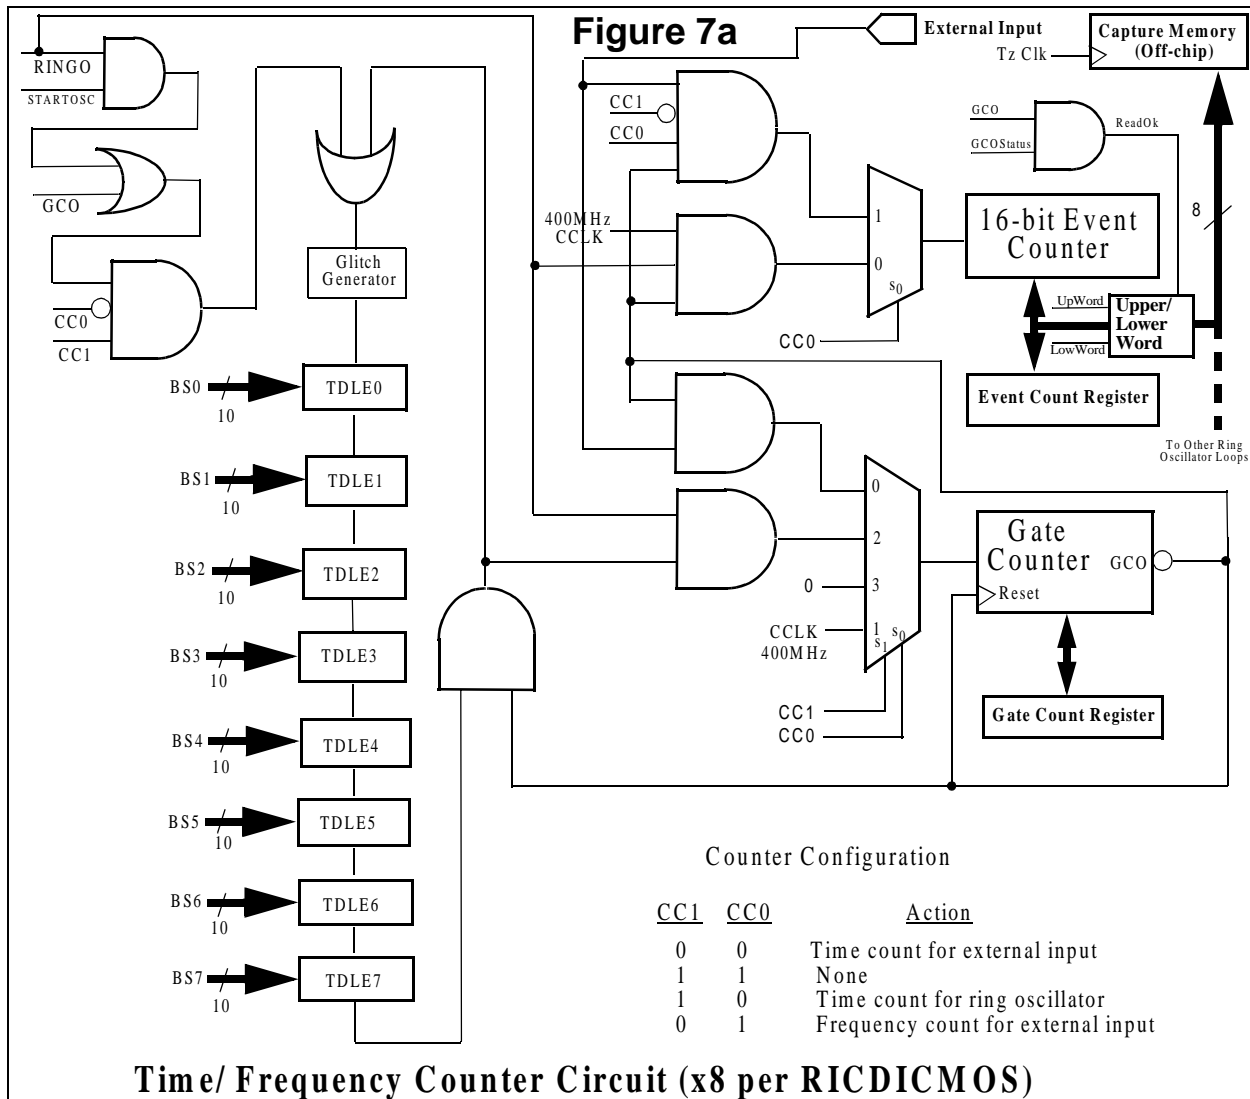 Figure 7a
External Input
Capture Memory
(Off-chip)
Tz Clk
RINGO
STARTOSC
GCO
CC0
CC1
Glitch
Generator
CC1
CC0
400MHz
CCLK
1
0
s0
CC0
GCO
GCOStatus
ReadOk
8
16-bit Event
Counter
UpWord
LowWord
Upper/
Lower
Word
Event Count Register
To Other Ring
Oscillator Loops
BS0
10
TDLE0
BS1
10
TDLE1
BS2
10
TDLE2
BS3
10
TDLE3
BS4
10
TDLE4
BS5
10
TDLE5
BS6
10
TDLE6
BS7
10
TDLE7
0
2
3
1
s1
s0
0
CCLK
400MHz
CC1
CC0
Gate
Counter
GCO
Reset
Gate Count Register
Counter Configuration
CC1 CC0 Action
0 0 Time count for external input
1 1 None
1 0 Time count for ring oscillator
0 1 Frequency count for external input
Time/ Frequency Counter Circuit (x8 per RICDICMOS)